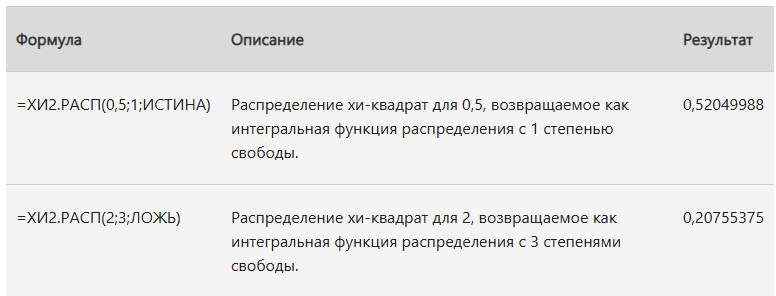 Формула Описание Результат
=ХИ2.РАСП(0,5;1;ИСТИНА) Распределение хи-квадрат для 0,5, возвращаемое как 0,52049988
интегральная функция распределения с 1 степенью
свободы.
=ХИ2.РАСП(2;3;ЛОЖЬ) Распределение хи-квадрат для 2, возвращаемое как 0,20755375
интегральная функция распределения с 3 степенями
свободы.